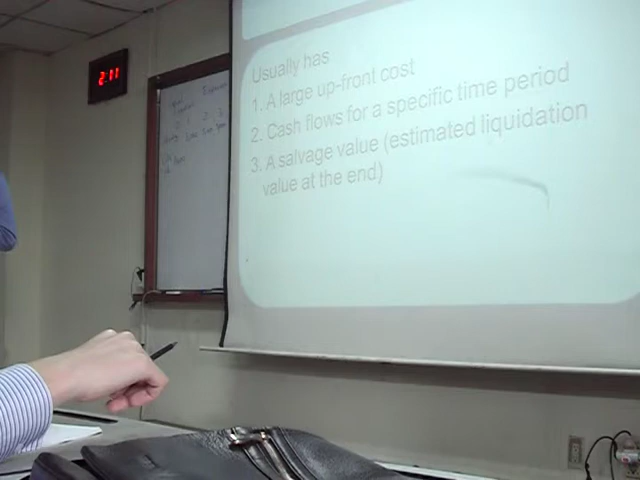 2:11
Usually has
1. A large up-front cost
2. Cash flows for a specific time period
3. A salvage value (estimated liquidation
value at the end)